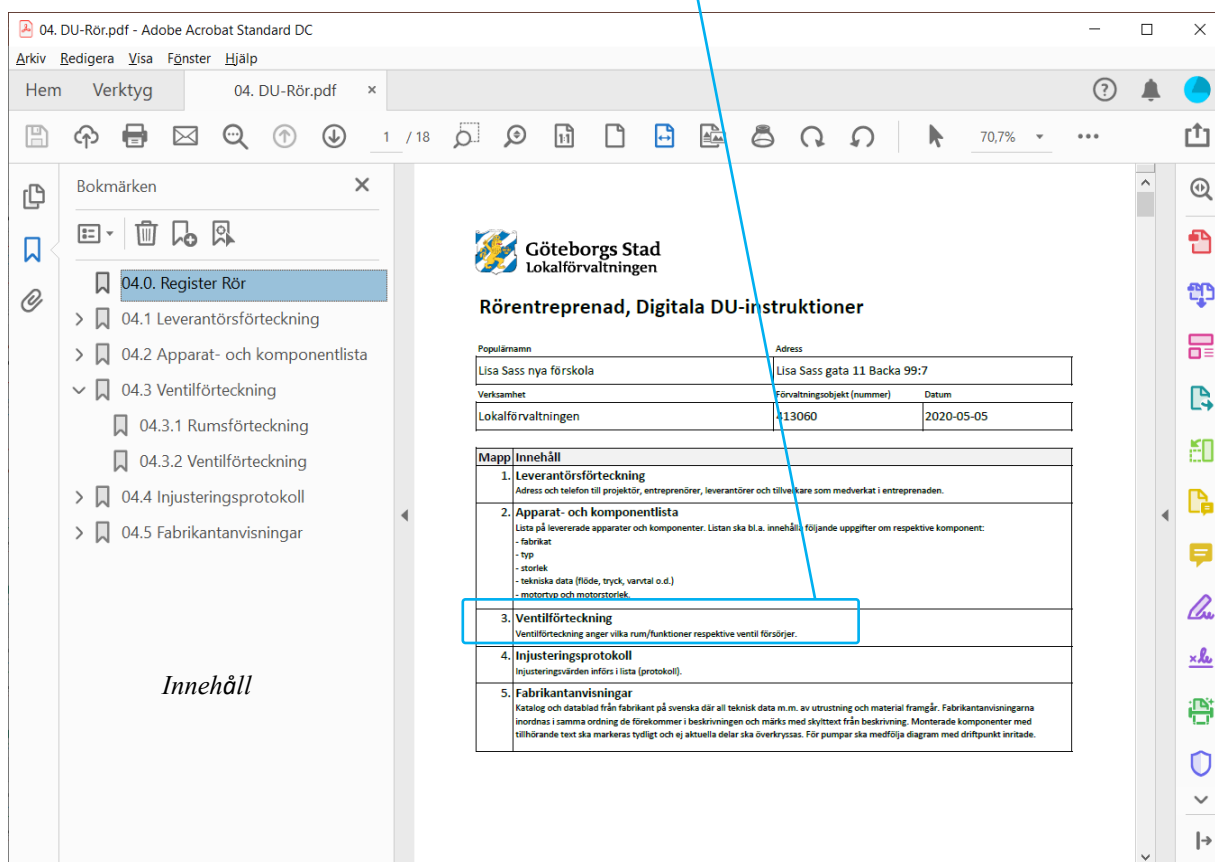 04. DU-Rör.pdf - Adobe Acrobat Standard DC
Arkiv Redigera Visa Fönster Hjälp
Hem Verktyg 04. DU-Rör.pdf ×
1 / 18 1:1 70,7%
Bokmärken
04.0. Register Rör
04.1 Leverantörsförteckning
04.2 Apparat- och komponentlista
04.3 Ventilförteckning
04.3.1 Rumsförteckning
04.3.2 Ventilförteckning
04.4 Injusteringsprotokoll
04.5 Fabrikantanvisningar
Innehåll
Göteborgs Stad
Lokalförvaltningen
Rörentreprenad, Digitala DU-instruktioner
Populärnamn Adress
Lisa Sass nya förskola Lisa Sass gata 11 Backa 99:7
Verksamhet Förvaltningsobjekt (nummer) Datum
Lokalförvaltningen 413060 2020-05-05
Mapp Innehåll
1. Leverantörsförteckning
Adress och telefon till projektör, entreprenörer, leverantörer och tillverkare som medverkat i entreprenaden.
2. Apparat- och komponentlista
Lista på levererade apparater och komponenter. Listan ska bl.a. innehålla följande uppgifter om respektive komponent:
- fabrikat
- typ
- storlek
- tekniska data (flöde, tryck, varvtal o.d.)
- motortyp och motorstorlek.
3. Ventilförteckning
Ventilförteckning anger vilka rum/funktioner respektive ventil försörjer.
4. Injusteringsprotokoll
Injusteringsvärden införs i lista (protokoll).
5. Fabrikantanvisningar
Katalog och datablad från fabrikant på svenska där all teknisk data m.m. av utrustning och material framgår. Fabrikantanvisningarna
inordnas i samma ordning de förekommer i beskrivningen och märks med skylttext från beskrivning. Monterade komponenter med
tillhörande text ska markeras tydligt och ej aktuella delar ska överkryssas. För pumpar ska medfölja diagram med driftpunkt inritade.